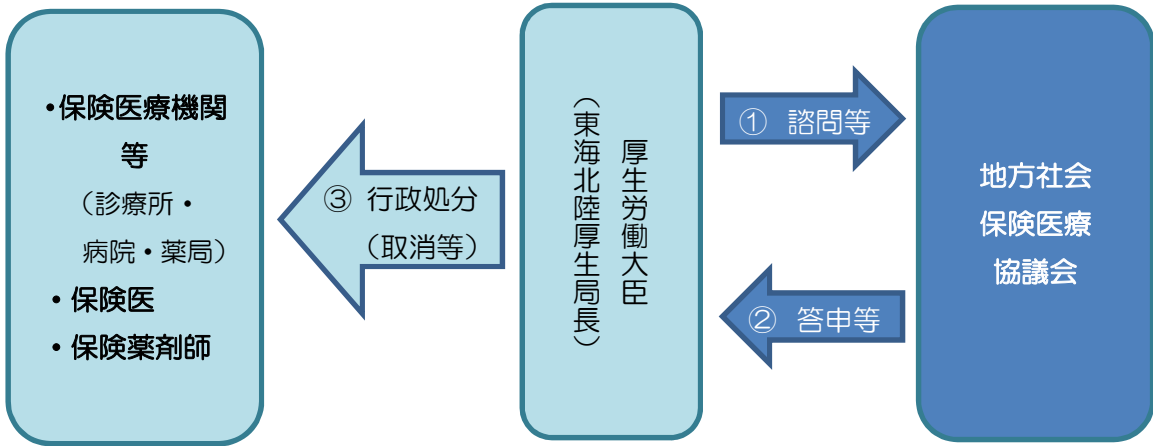 ・保険医療機関
等
（診療所・
病院・薬局）
・保険医
・保険薬剤師
③ 行政処分
（取消等）
厚生労働大臣
（東海北陸厚生局長）
① 諮問等
② 答申等
地方社会
保険医療
協議会